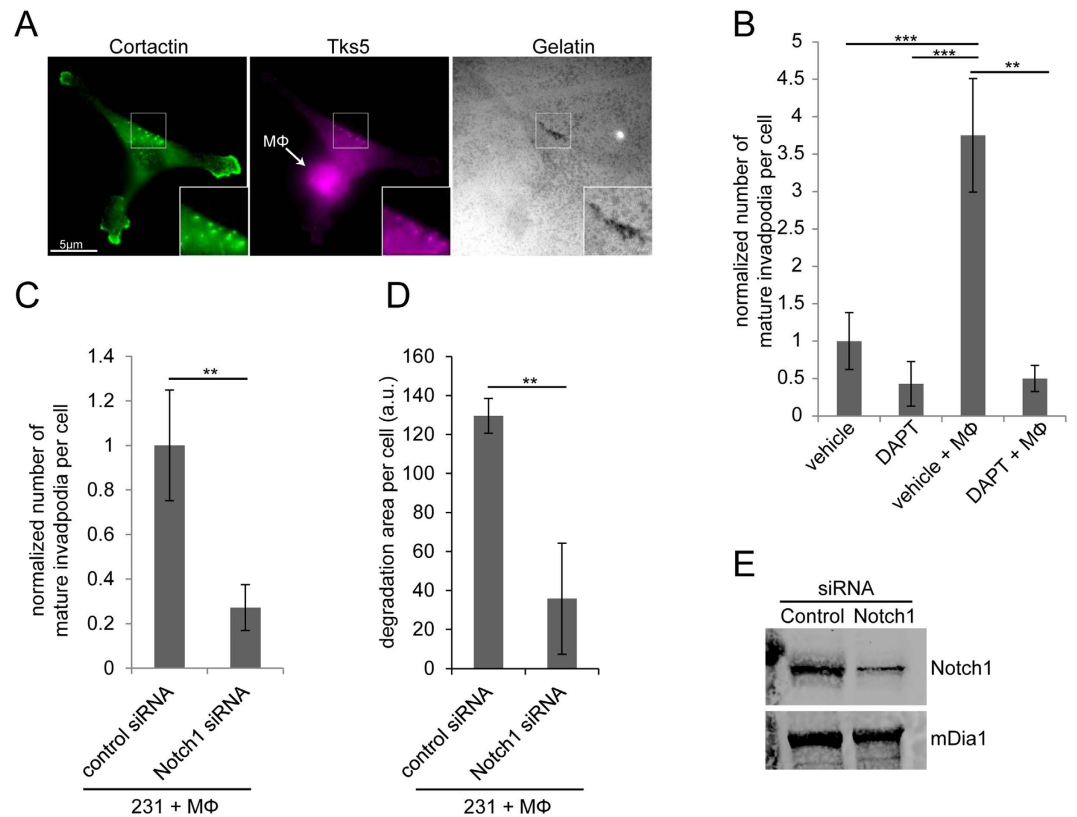 A
Cortactin
Tks5
Gelatin
MΦ
5µm
B
normalized number of
mature invadpodia per cell
5
4.5
4
3.5
3
2.5
2
1.5
1
0.5
0
***
***
**
vehicle
DAPT
vehicle + MΦ
DAPT + MΦ
C
normalized number of
mature invadpodia per cell
1.4
1.2
1
0.8
0.6
0.4
0.2
0
**
control siRNA
Notch1 siRNA
231 + MΦ
D
degradation area per cell (a.u.)
160
140
120
100
80
60
40
20
0
**
control siRNA
Notch1 siRNA
231 + MΦ
E
siRNA
Control Notch1
Notch1
mDia1